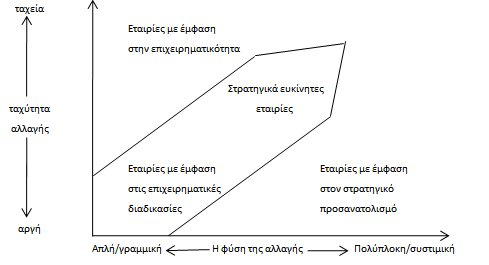 ταχεία
Εταιρίες με έμφαση
στην επιχειρηματικότητα
Στρατηγικά ευκίνητες
εταιρίες
ταχύτητα
αλλαγής
Εταιρίες με έμφαση
στις επιχειρηματικές
διαδικασίες
Εταιρίες με έμφαση
στον στρατηγικό
προσανατολισμό
αργή
Απλή/γραμμική
Η φύση της αλλαγής
Πολύπλοκη/συστιμική